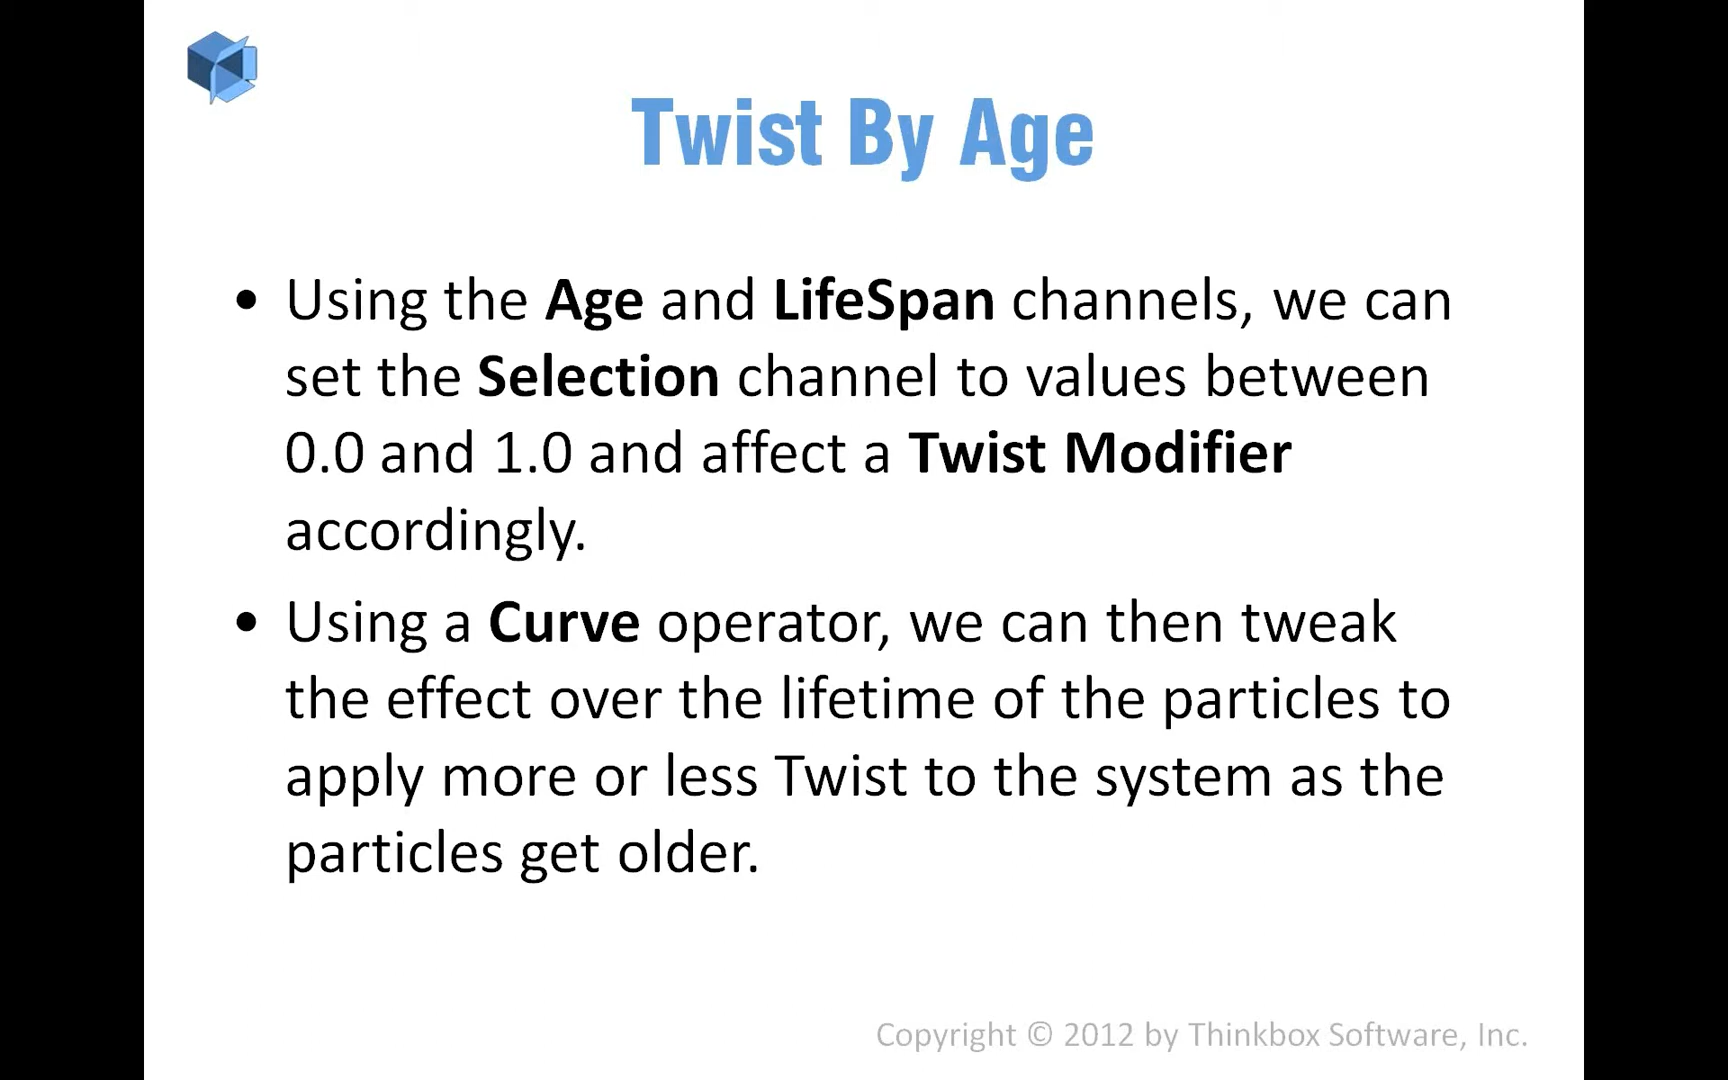 Twist By Age
• Using the Age and LifeSpan channels, we can
set the Selection channel to values between
0.0 and 1.0 and affect a Twist Modifier
accordingly.
• Using a Curve operator, we can then tweak
the effect over the lifetime of the particles to
apply more or less Twist to the system as the
particles get older.
Copyright © 2012 by Thinkbox Software, Inc.